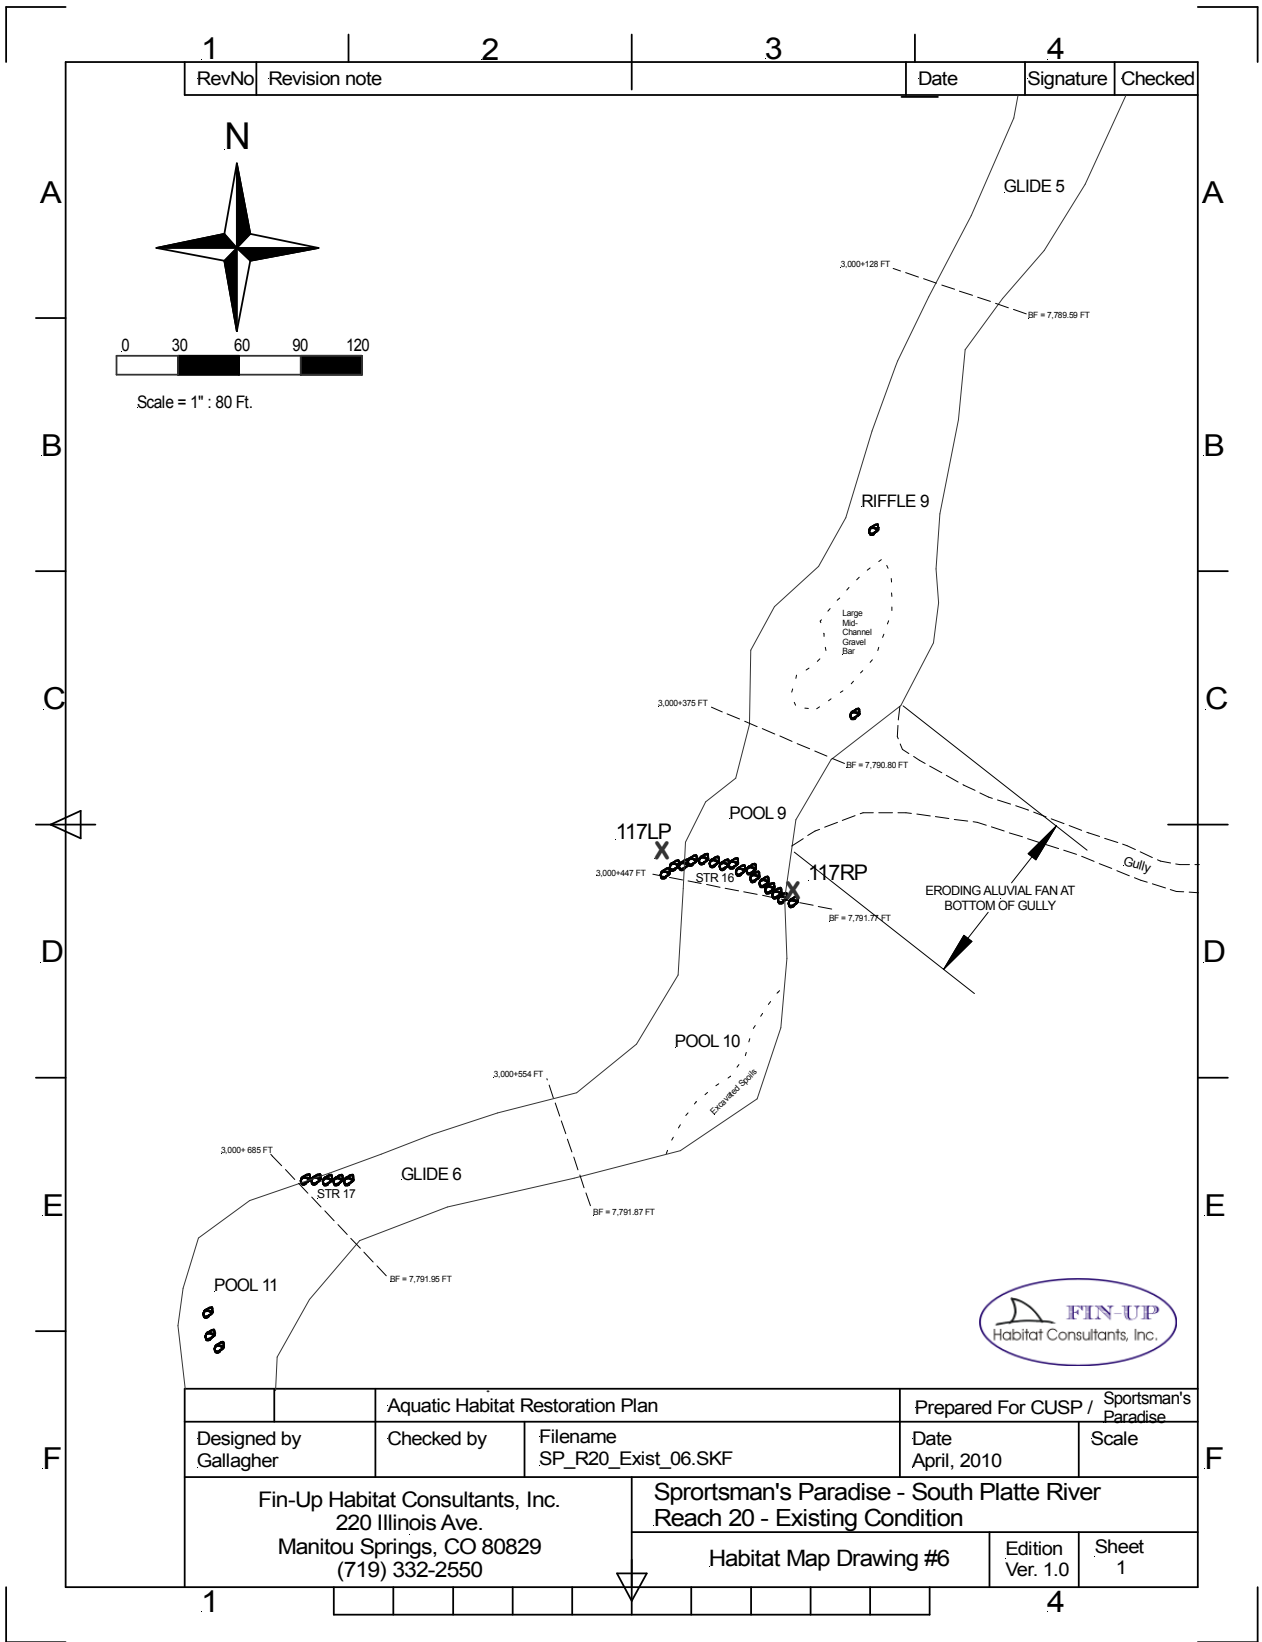 1 2 3 4
RevNo Revision note Date Signature Checked
N
A A
GLIDE 5
3,000+128 FT
BF = 7,789.59 FT
0 30 60 90 120
Scale = 1" : 80 Ft.
B B
RIFFLE 9
Large
Mid-
Channel
Gravel
Bar
C C
3,000+375 FT
BF = 7,790.80 FT
POOL 9
117LP
117RP
STR 16
3,000+447 FT
BF = 7,791.77 FT
Gully
ERODING ALUVIAL FAN AT
BOTTOM OF GULLY
D D
POOL 10
Excavated Spoils
3,000+554 FT
3,000+ 685 FT
GLIDE 6
STR 17
E E
BF = 7,791.87 FT
BF = 7,791.95 FT
POOL 11
FIN-UP
Habitat Consultants, Inc.
Aquatic Habitat Restoration Plan
Prepared For CUSP / Sportsman's
Paradise
Designed by
Gallagher
Checked by
Filename
SP_R20_Exist_06.SKF
Date
April, 2010
Scale
F F
Fin-Up Habitat Consultants, Inc.
220 Illinois Ave.
Manitou Springs, CO 80829
(719) 332-2550
Sprortsman's Paradise - South Platte River
Reach 20 - Existing Condition
Habitat Map Drawing #6
Edition
Ver. 1.0
Sheet
1
1 4